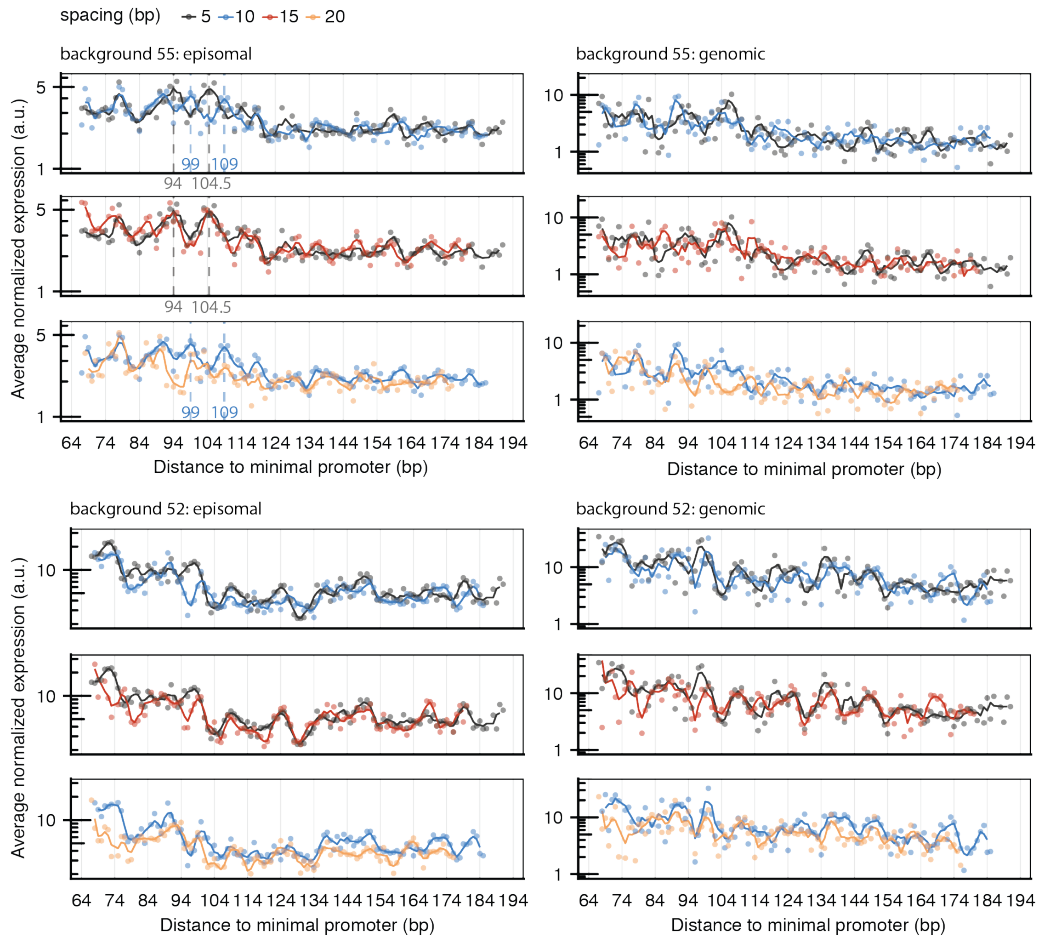 spacing (bp) 5 10 15 20
background 55: episomal
background 55: genomic
Average normalized expression (a.u.)
5
1
99 109
94 104.5
10
1
5
1
94 104.5
10
1
5
1
99 109
10
1
64 74 84 94 104 114 124 134 144 154 164 174 184 194
64 74 84 94 104 114 124 134 144 154 164 174 184 194
Distance to minimal promoter (bp)
Distance to minimal promoter (bp)
background 52: episomal
background 52: genomic
Average normalized expression (a.u.)
10
10
1
10
10
1
10
10
1
64 74 84 94 104 114 124 134 144 154 164 174 184 194
64 74 84 94 104 114 124 134 144 154 164 174 184 194
Distance to minimal promoter (bp)
Distance to minimal promoter (bp)